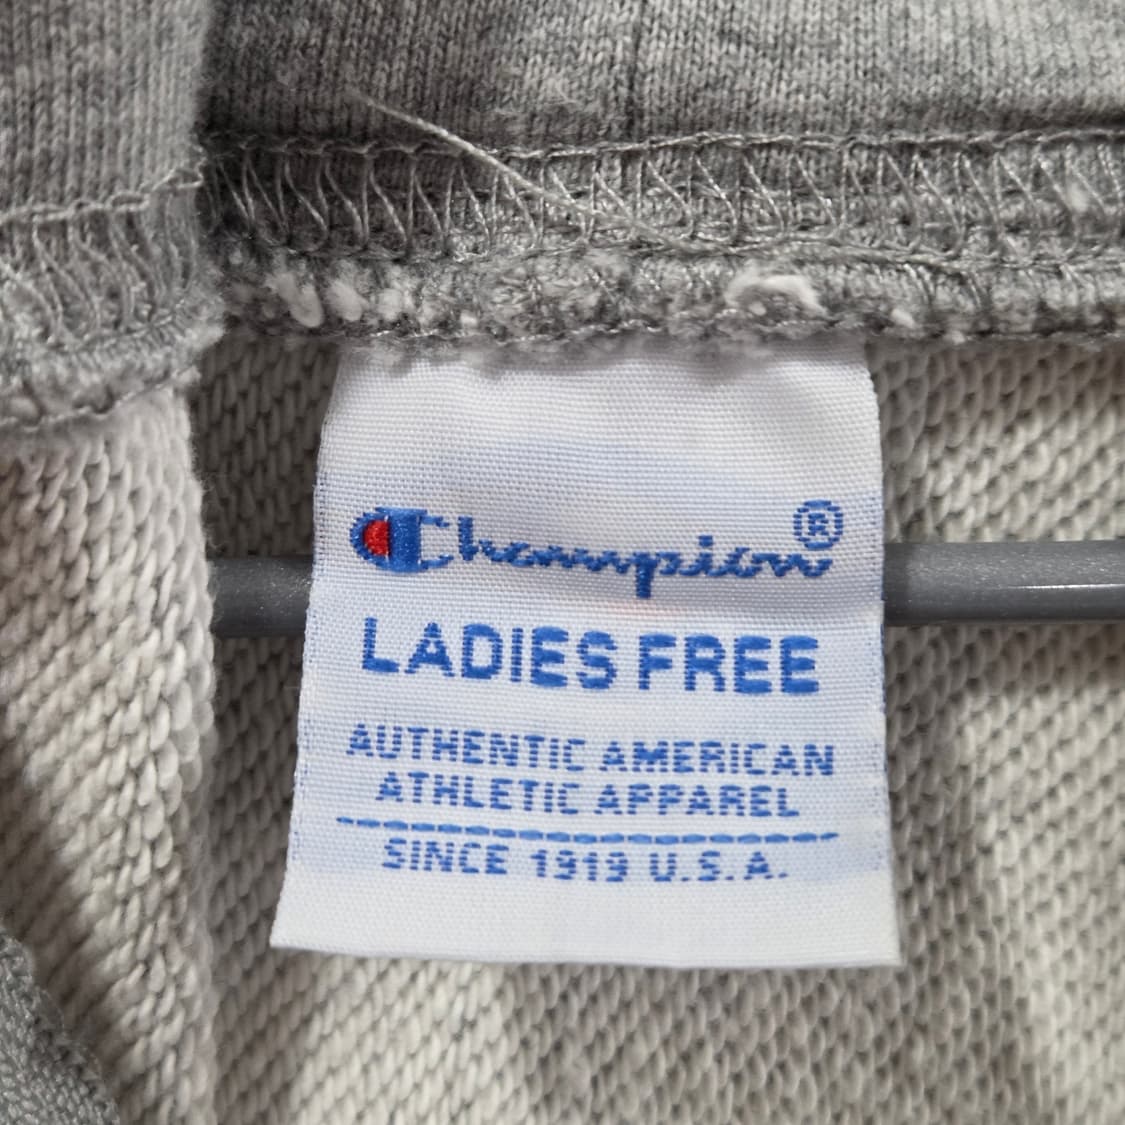 Champion®
LADIES FREE
AUTHENTIC AMERICAN
ATHLETIC APPAREL
SINCE 1919 U.S.A.